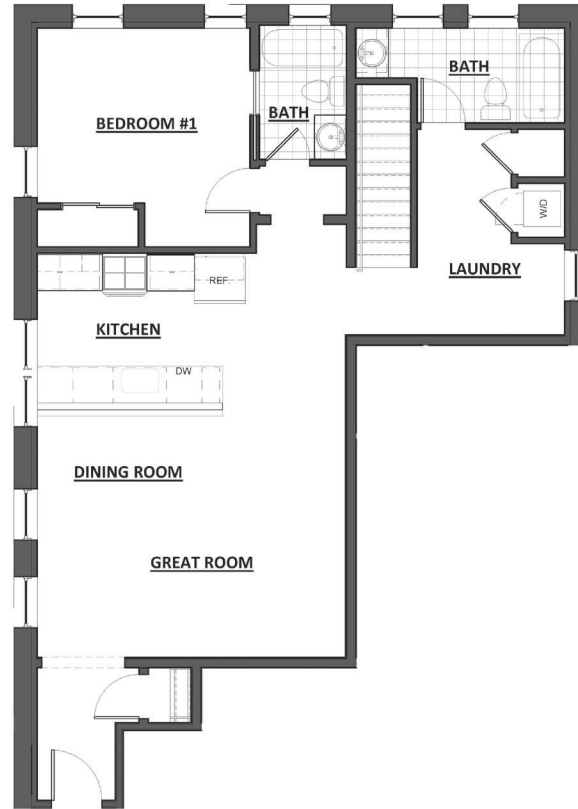 BATH
BEDROOM #1
BATH
W/D
REF.
LAUNDRY
KITCHEN
DW
DINING ROOM
GREAT ROOM